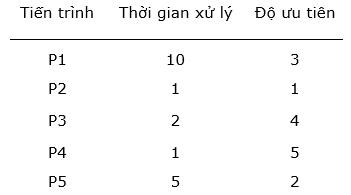 Tiến trình Thời gian xử lý Độ ưu tiên
P1 10 3
P2 1 1
P3 2 4
P4 1 5
P5 5 2